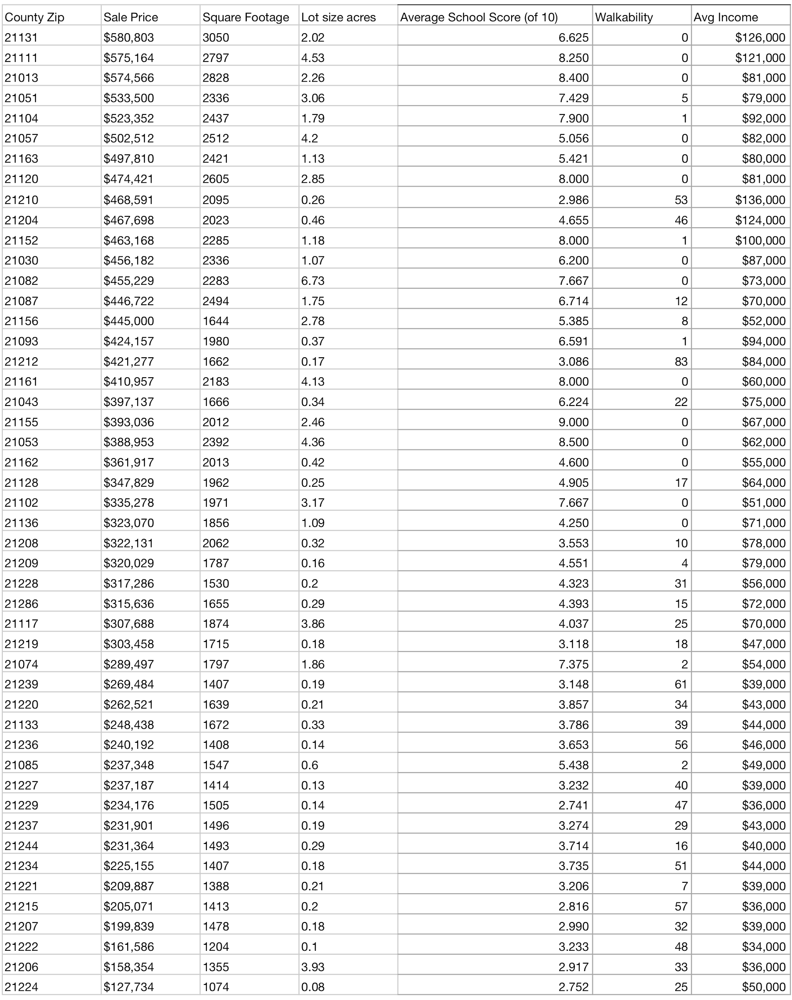 County Zip Sale Price Square Footage Lot size acres Average School Score (of 10) Walkability Avg Income
21131 $580,803 3050 2.02 6.625 0 $126,000
21111 $575,164 2797 4.53 8.250 0 $121,000
21013 $574,566 2828 2.26 8.400 0 $81,000
21051 $533,500 2336 3.06 7.429 5 $79,000
21104 $523,352 2437 1.79 7.900 1 $92,000
21057 $502,512 2512 4.2 5.056 0 $82,000
21163 $497,810 2421 1.13 5.421 0 $80,000
21120 $474,421 2605 2.85 8.000 0 $81,000
21210 $468,591 2095 0.26 2.986 53 $136,000
21204 $467,698 2023 0.46 4.655 46 $124,000
21152 $463,168 2285 1.18 8.000 1 $100,000
21030 $456,182 2336 1.07 6.200 0 $87,000
21082 $455,229 2283 6.73 7.667 0 $73,000
21087 $446,722 2494 1.75 6.714 12 $70,000
21156 $445,000 1644 2.78 5.385 8 $52,000
21093 $424,157 1980 0.37 6.591 1 $94,000
21212 $421,277 1662 0.17 3.086 83 $84,000
21161 $410,957 2183 4.13 8.000 0 $60,000
21043 $397,137 1666 0.34 6.224 22 $75,000
21155 $393,036 2012 2.46 9.000 0 $67,000
21053 $388,953 2392 4.36 8.500 0 $62,000
21162 $361,917 2013 0.42 4.600 0 $55,000
21128 $347,829 1962 0.25 4.905 17 $64,000
21102 $335,278 1971 3.17 7.667 0 $51,000
21136 $323,070 1856 1.09 4.250 0 $71,000
21208 $322,131 2062 0.32 3.553 10 $78,000
21209 $320,029 1787 0.16 4.551 4 $79,000
21228 $317,286 1530 0.2 4.323 31 $56,000
21286 $315,636 1655 0.29 4.393 15 $72,000
21117 $307,688 1874 3.86 4.037 25 $70,000
21219 $303,458 1715 0.18 3.118 18 $47,000
21074 $289,497 1797 1.86 7.375 2 $54,000
21239 $269,484 1407 0.19 3.148 61 $39,000
21220 $262,521 1639 0.21 3.857 34 $43,000
21133 $248,438 1672 0.33 3.786 39 $44,000
21236 $240,192 1408 0.14 3.653 56 $46,000
21085 $237,348 1547 0.6 5.438 2 $49,000
21227 $237,187 1414 0.13 3.232 40 $39,000
21229 $234,176 1505 0.14 2.741 47 $36,000
21237 $231,901 1496 0.19 3.274 29 $43,000
21244 $231,364 1493 0.29 3.714 16 $40,000
21234 $225,155 1407 0.18 3.735 51 $44,000
21221 $209,887 1388 0.21 3.206 7 $39,000
21215 $205,071 1413 0.2 2.816 57 $36,000
21207 $199,839 1478 0.18 2.990 32 $39,000
21222 $161,586 1204 0.1 3.233 48 $34,000
21206 $158,354 1355 3.93 2.917 33 $36,000
21224 $127,734 1074 0.08 2.752 25 $50,000